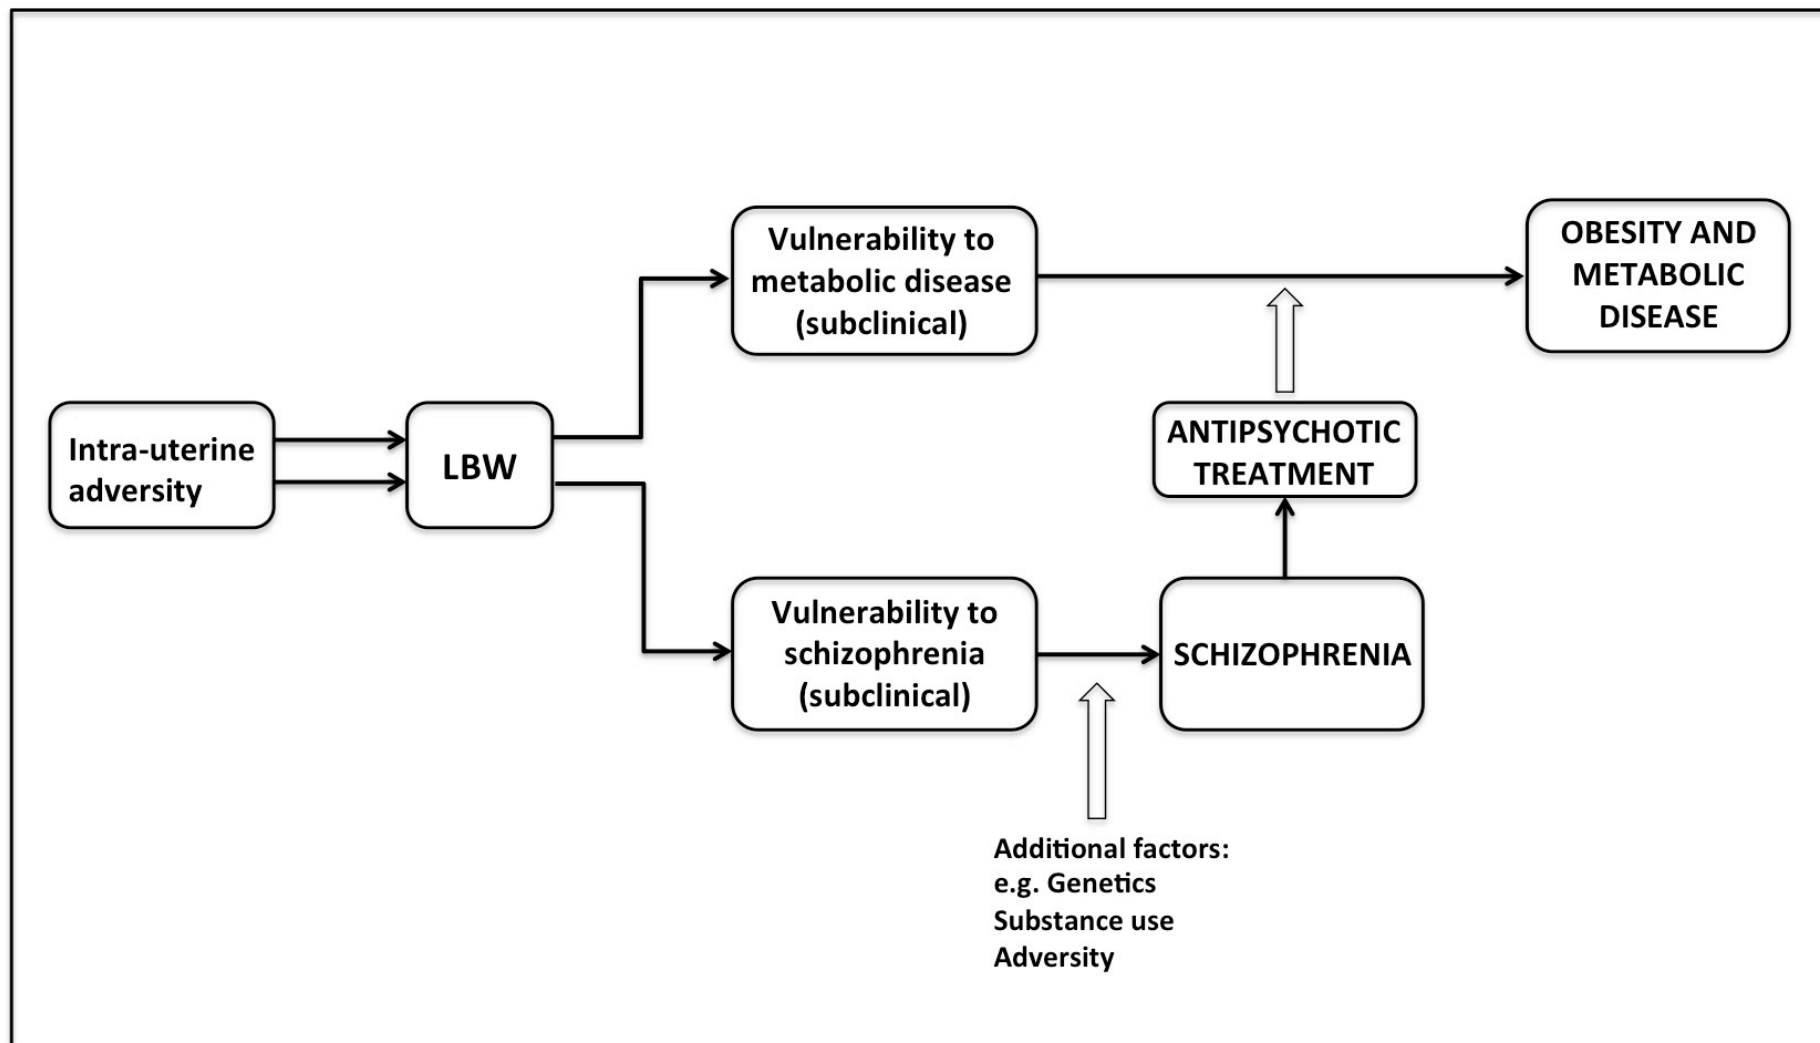 Vulnerability to
metabolic disease
(subclinical)
OBESITY AND
METABOLIC
DISEASE
Intra-uterine
adversity
LBW
ANTIPSYCHOTIC
TREATMENT
Vulnerability to
schizophrenia
(subclinical)
SCHIZOPHRENIA
Additional factors:
e.g. Genetics
Substance use
Adversity